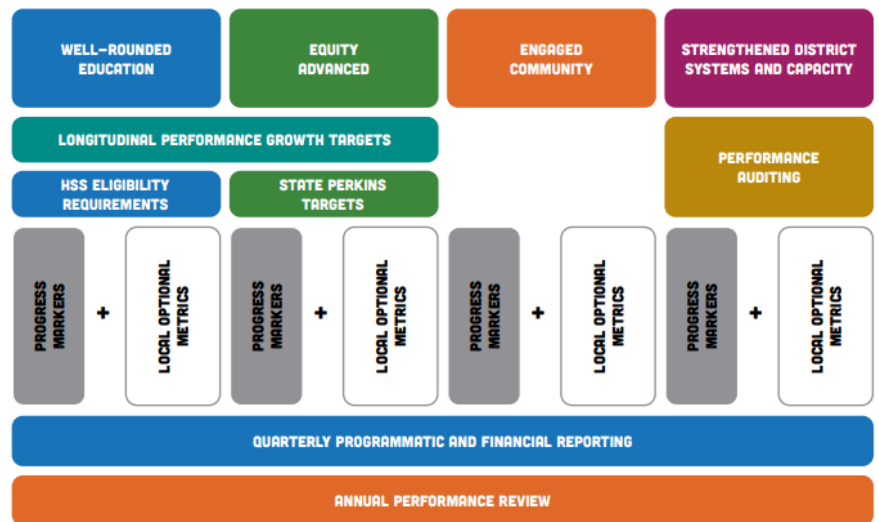 WELL-ROUNDED
EDUCATION
EQUITY
ADVANCED
ENGAGED
COMMUNITY
STRENGTHENED DISTRICT
SYSTEMS AND CAPACITY
LONGITUDINAL PERFORMANCE GROWTH TARGETS
PERFORMANCE
AUDITING
HSS ELIGIBILITY
REQUIREMENTS
STATE PERKINS
TARGETS
PROGRESS
MARKERS
+
LOCAL OPTIONAL
METRICS
PROGRESS
MARKERS
+
LOCAL OPTIONAL
METRICS
PROGRESS
MARKERS
+
LOCAL OPTIONAL
METRICS
PROGRESS
MARKERS
+
LOCAL OPTIONAL
METRICS
QUARTERLY PROGRAMMATIC AND FINANCIAL REPORTING
ANNUAL PERFORMANCE REVIEW